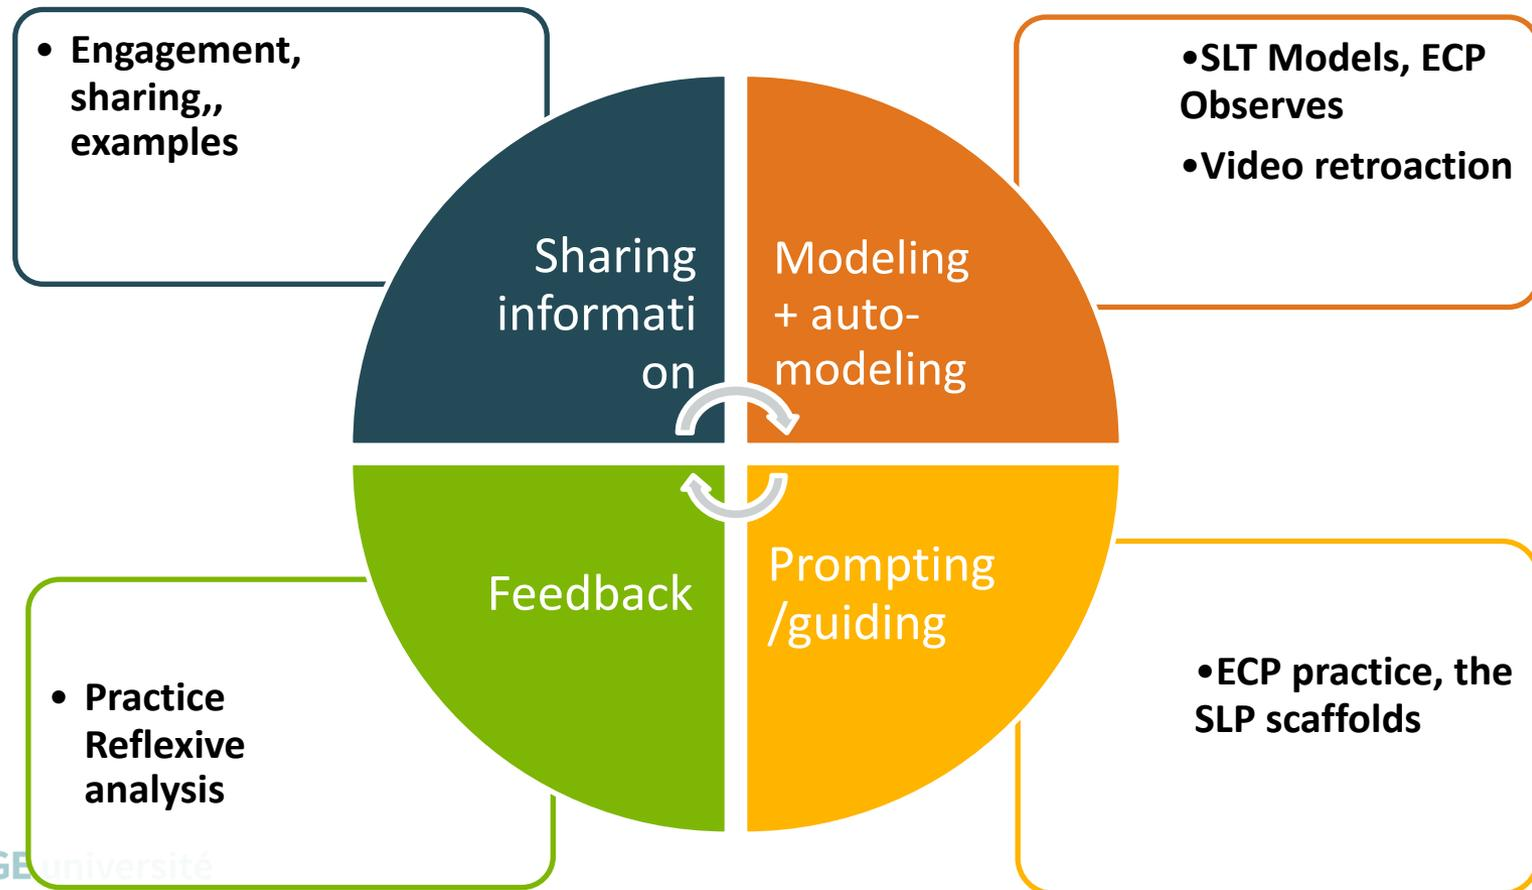 • Engagement,
sharing,,
examples
•SLT Models, ECP
Observes
•Video retroaction
Sharing
informati
on
Modeling
+ auto-
modeling
Feedback
Prompting
/guiding
• Practice
Reflexive
analysis
•ECP practice, the
SLP scaffolds
GE université